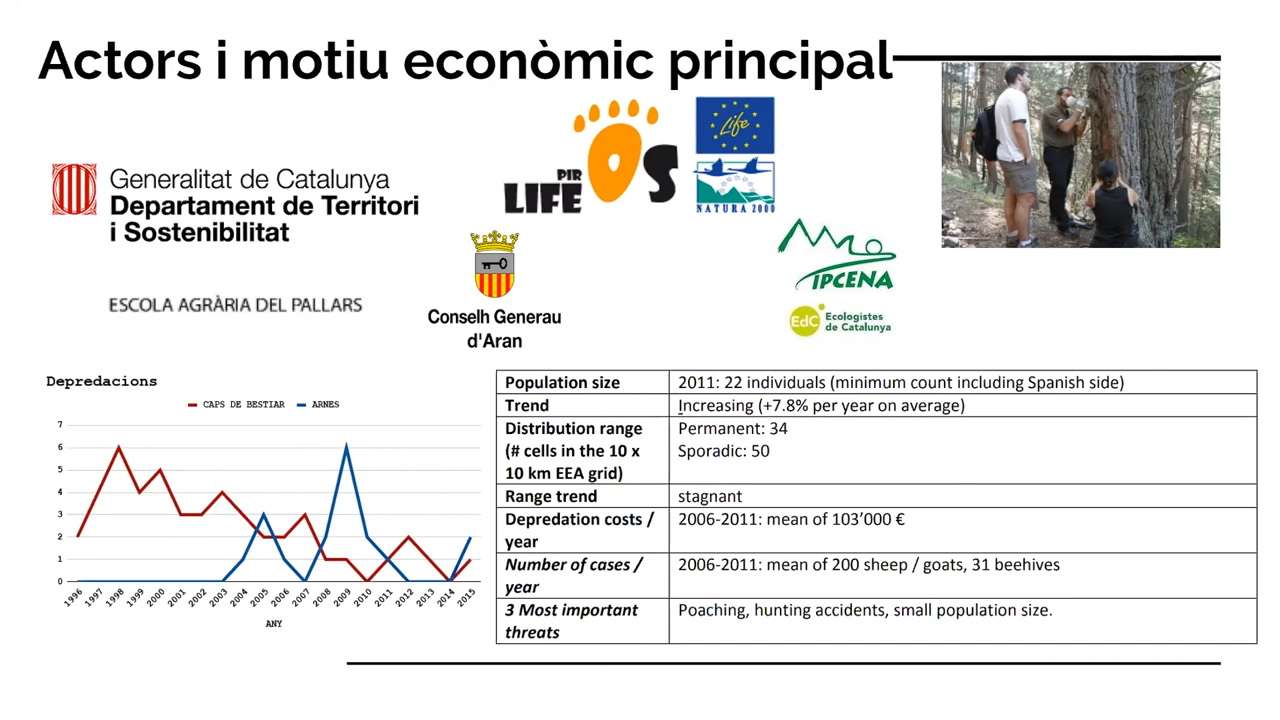 Actors i motiu econòmic principal
Generalitat de Catalunya
Departament de Territori
i Sostenibilitat
PIR
LIFE
OS
Life
NATURA 2000
ESCOLA AGRÀRIA DEL PALLARS
Conselh Generau
d'Aran
IPCENA
EdC
Ecologistes
de Catalunya
Depredacions
CAPS DE BESTIAR
ARNES
7
6
5
4
3
2
1
0
1996
1997
1998
1999
2000
2001
2002
2003
2004
2005
2006
2007
2008
2009
2010
2011
2012
2013
2014
2015
ANY
Population size
2011: 22 individuals (minimum count including Spanish side)
Trend
Increasing (+7.8% per year on average)
Distribution range
(# cells in the 10 x
10 km EEA grid)
Permanent: 34
Sporadic: 50
Range trend
stagnant
Depredation costs /
year
2006-2011: mean of 103’000 €
Number of cases /
year
2006-2011: mean of 200 sheep / goats, 31 beehives
3 Most important
threats
Poaching, hunting accidents, small population size.